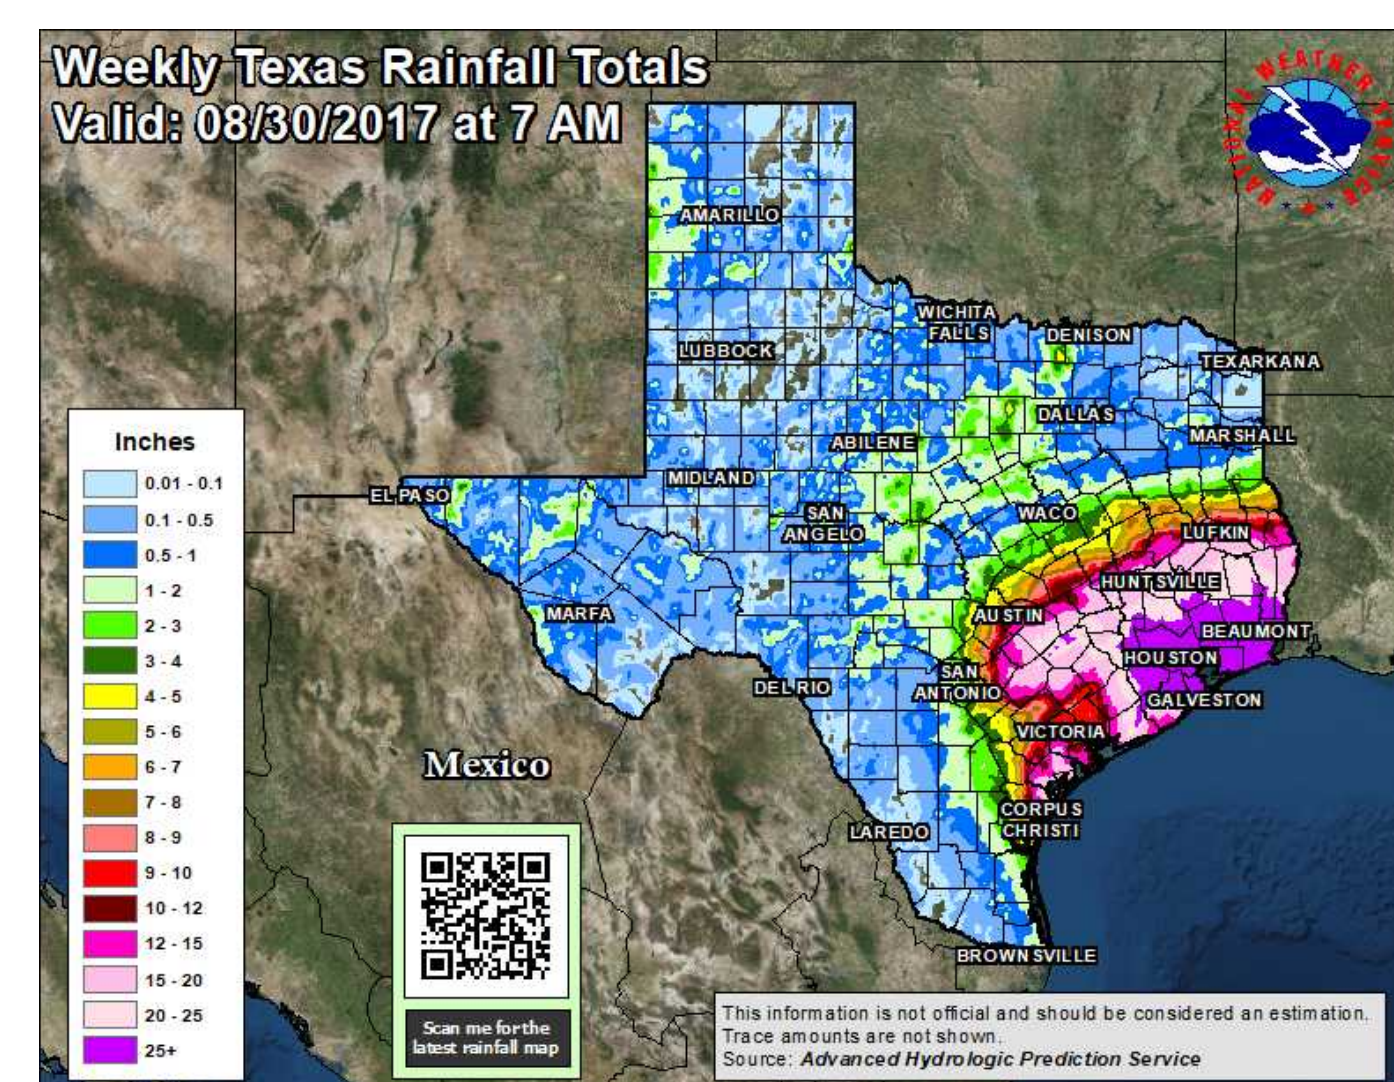 Weekly Texas Rainfall Totals
Valid: 08/30/2017 at 7 AM
NATIONAL WEATHER SERVICE
AMARILLO
WICHITA
FALLS
DENISON
LUBBOCK
TEXARKANA
DALLAS
MARSHALL
ABILENE
MIDLAND
EL PASO
SAN
ANGELO
WACO
LUFKIN
HUNTSVILLE
MARFA
AUSTIN
BEAUMONT
HOUSTON
SAN
ANTONIO
DEL RIO
GALVESTON
VICTORIA
CORPUS
CHRISTI
LAREDO
BROWNSVILLE
Mexico
Inches
0.01 - 0.1
0.1 - 0.5
0.5 - 1
1 - 2
2 - 3
3 - 4
4 - 5
5 - 6
6 - 7
7 - 8
8 - 9
9 - 10
10 - 12
12 - 15
15 - 20
20 - 25
25+
Scan me for the
latest rainfall map
This information is not official and should be considered an estimation.
Trace amounts are not shown.
Source: Advanced Hydrologic Prediction Service